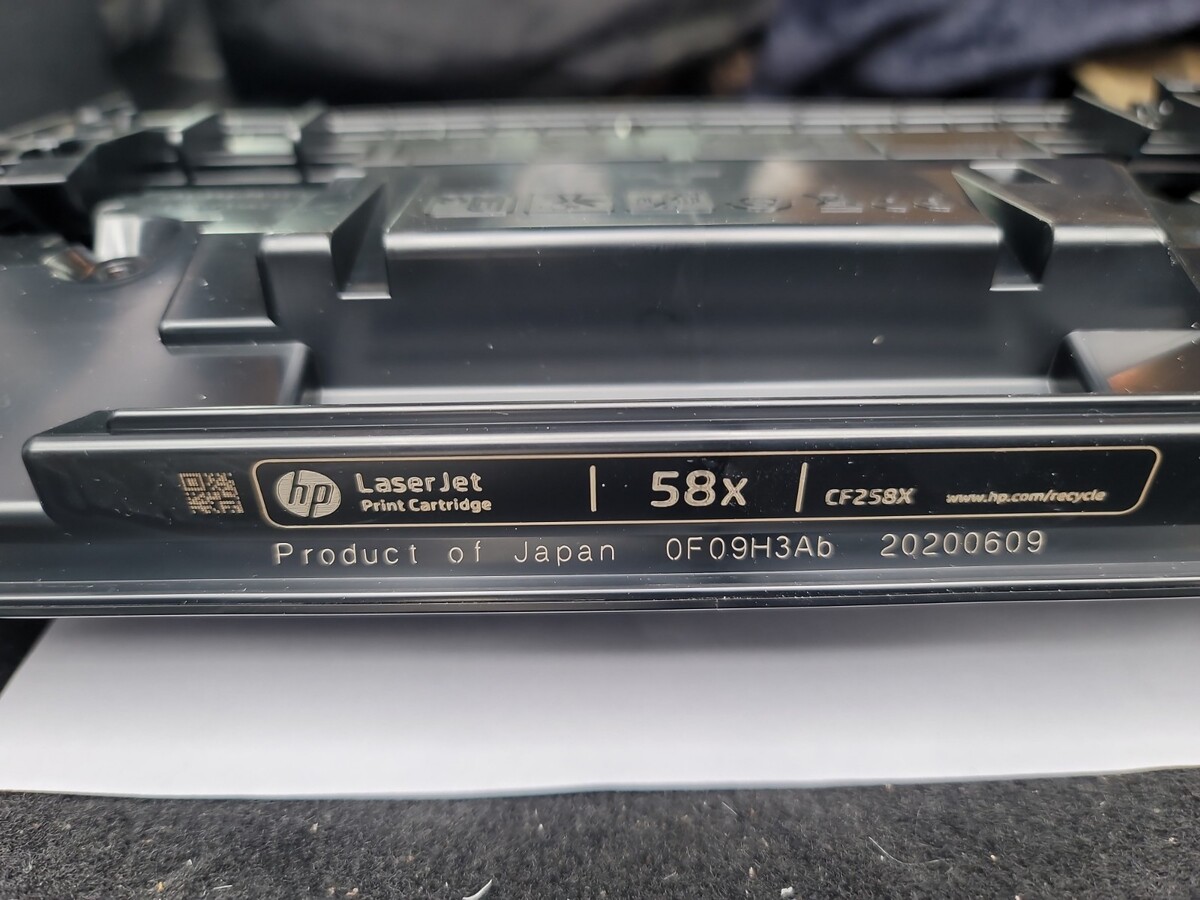 hp LaserJet 58X CF258X www.hp.com/recycle
Print Cartridge
Product of Japan 0F09H3Ab 20200609